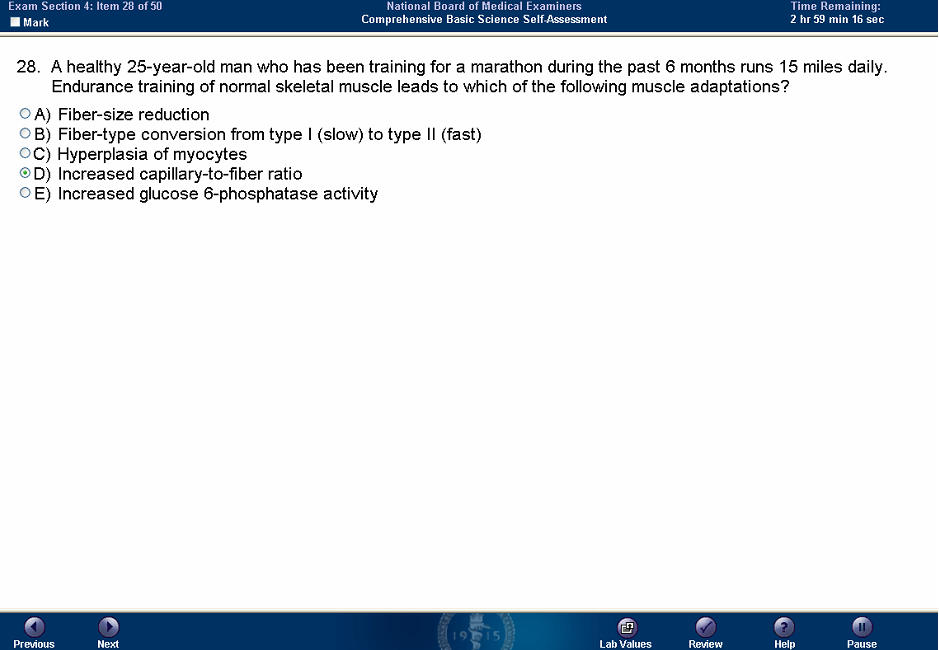 Exam Section 4: Item 28 of 50
National Board of Medical Examiners
Time Remaining:
Mark
Comprehensive Basic Science Self-Assessment
2 hr 59 min 16 sec
28. A healthy 25-year-old man who has been training for a marathon during the past 6 months runs 15 miles daily.
Endurance training of normal skeletal muscle leads to which of the following muscle adaptations?
A) Fiber-size reduction
B) Fiber-type conversion from type I (slow) to type II (fast)
C) Hyperplasia of myocytes
D) Increased capillary-to-fiber ratio
E) Increased glucose 6-phosphatase activity
1915
Previous
Next
Lab Values
Review
Help
Pause